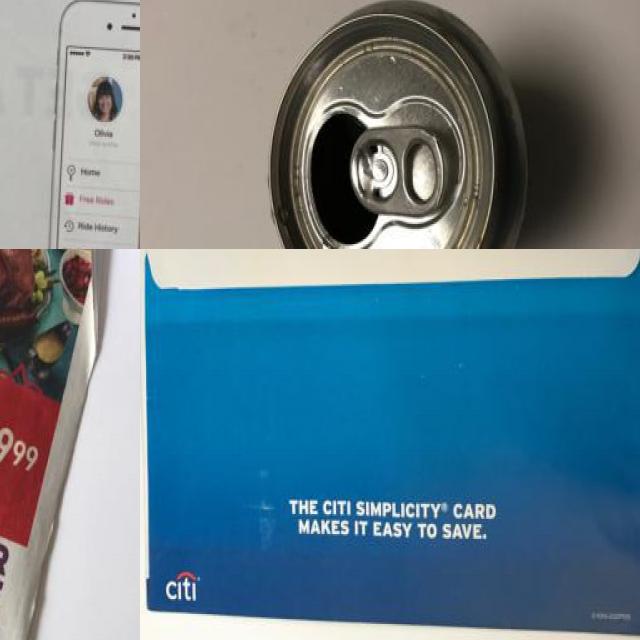 Olivia
Home
Free Rides
Ride History
999
R
THE CITI SIMPLICITY® CARD
MAKES IT EASY TO SAVE.
citi